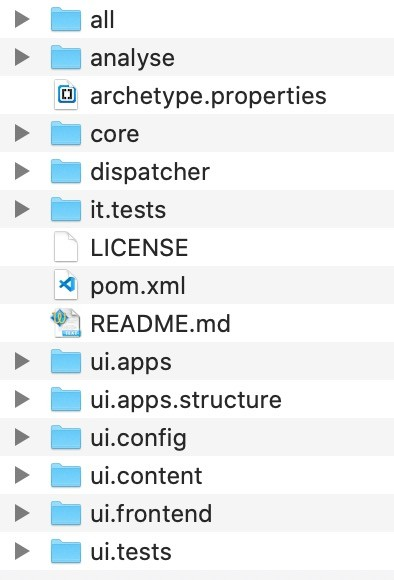 all
analyse
archetype.properties
core
dispatcher
it.tests
LICENSE
pom.xml
README.md
ui.apps
ui.apps.structure
ui.config
ui.content
ui.frontend
ui.tests